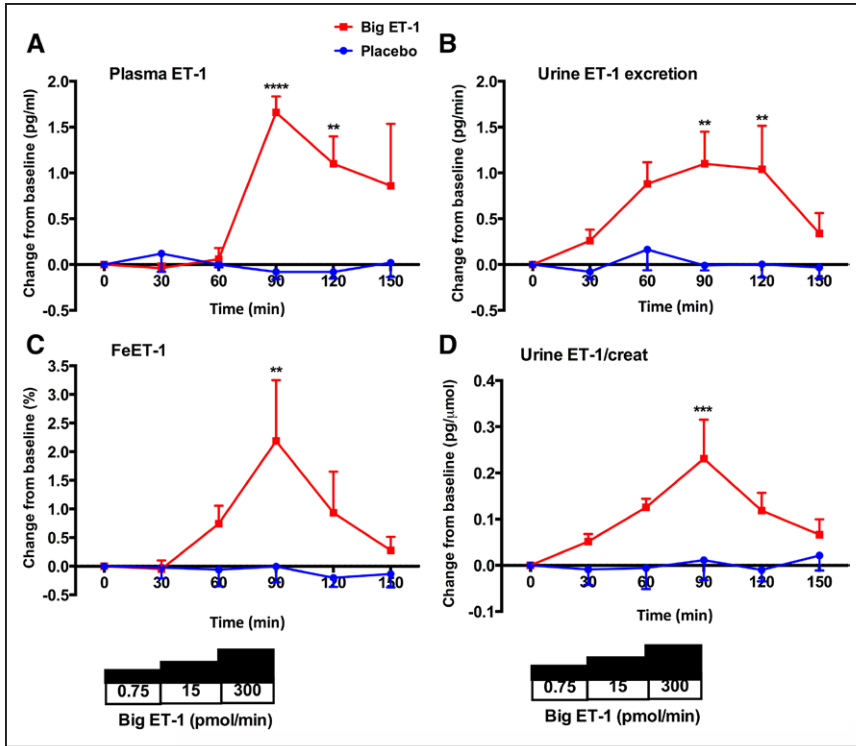 A
Big ET-1
Placebo
B
Plasma ET-1
Urine ET-1 excretion
Change from baseline (pg/ml)
2.0
1.5
1.0
0.5
0.0
-0.5
****
**
0 30 60 90 120 150
Time (min)
Change from baseline (pg/min)
2.0
1.5
1.0
0.5
0.0
-0.5
** **
0 30 60 90 120 150
Time (min)
C
FeET-1
Change from baseline (%)
3.5
3.0
2.5
2.0
1.5
1.0
0.5
0.0
-0.5
**
0 30 60 90 120 150
Time (min)
D
Urine ET-1/creat
Change from baseline (pg/μmol)
0.4
0.3
0.2
0.1
0.0
-0.1
***
0 30 60 90 120 150
Time (min)
0.75 15 300
Big ET-1 (pmol/min)
0.75 15 300
Big ET-1 (pmol/min)